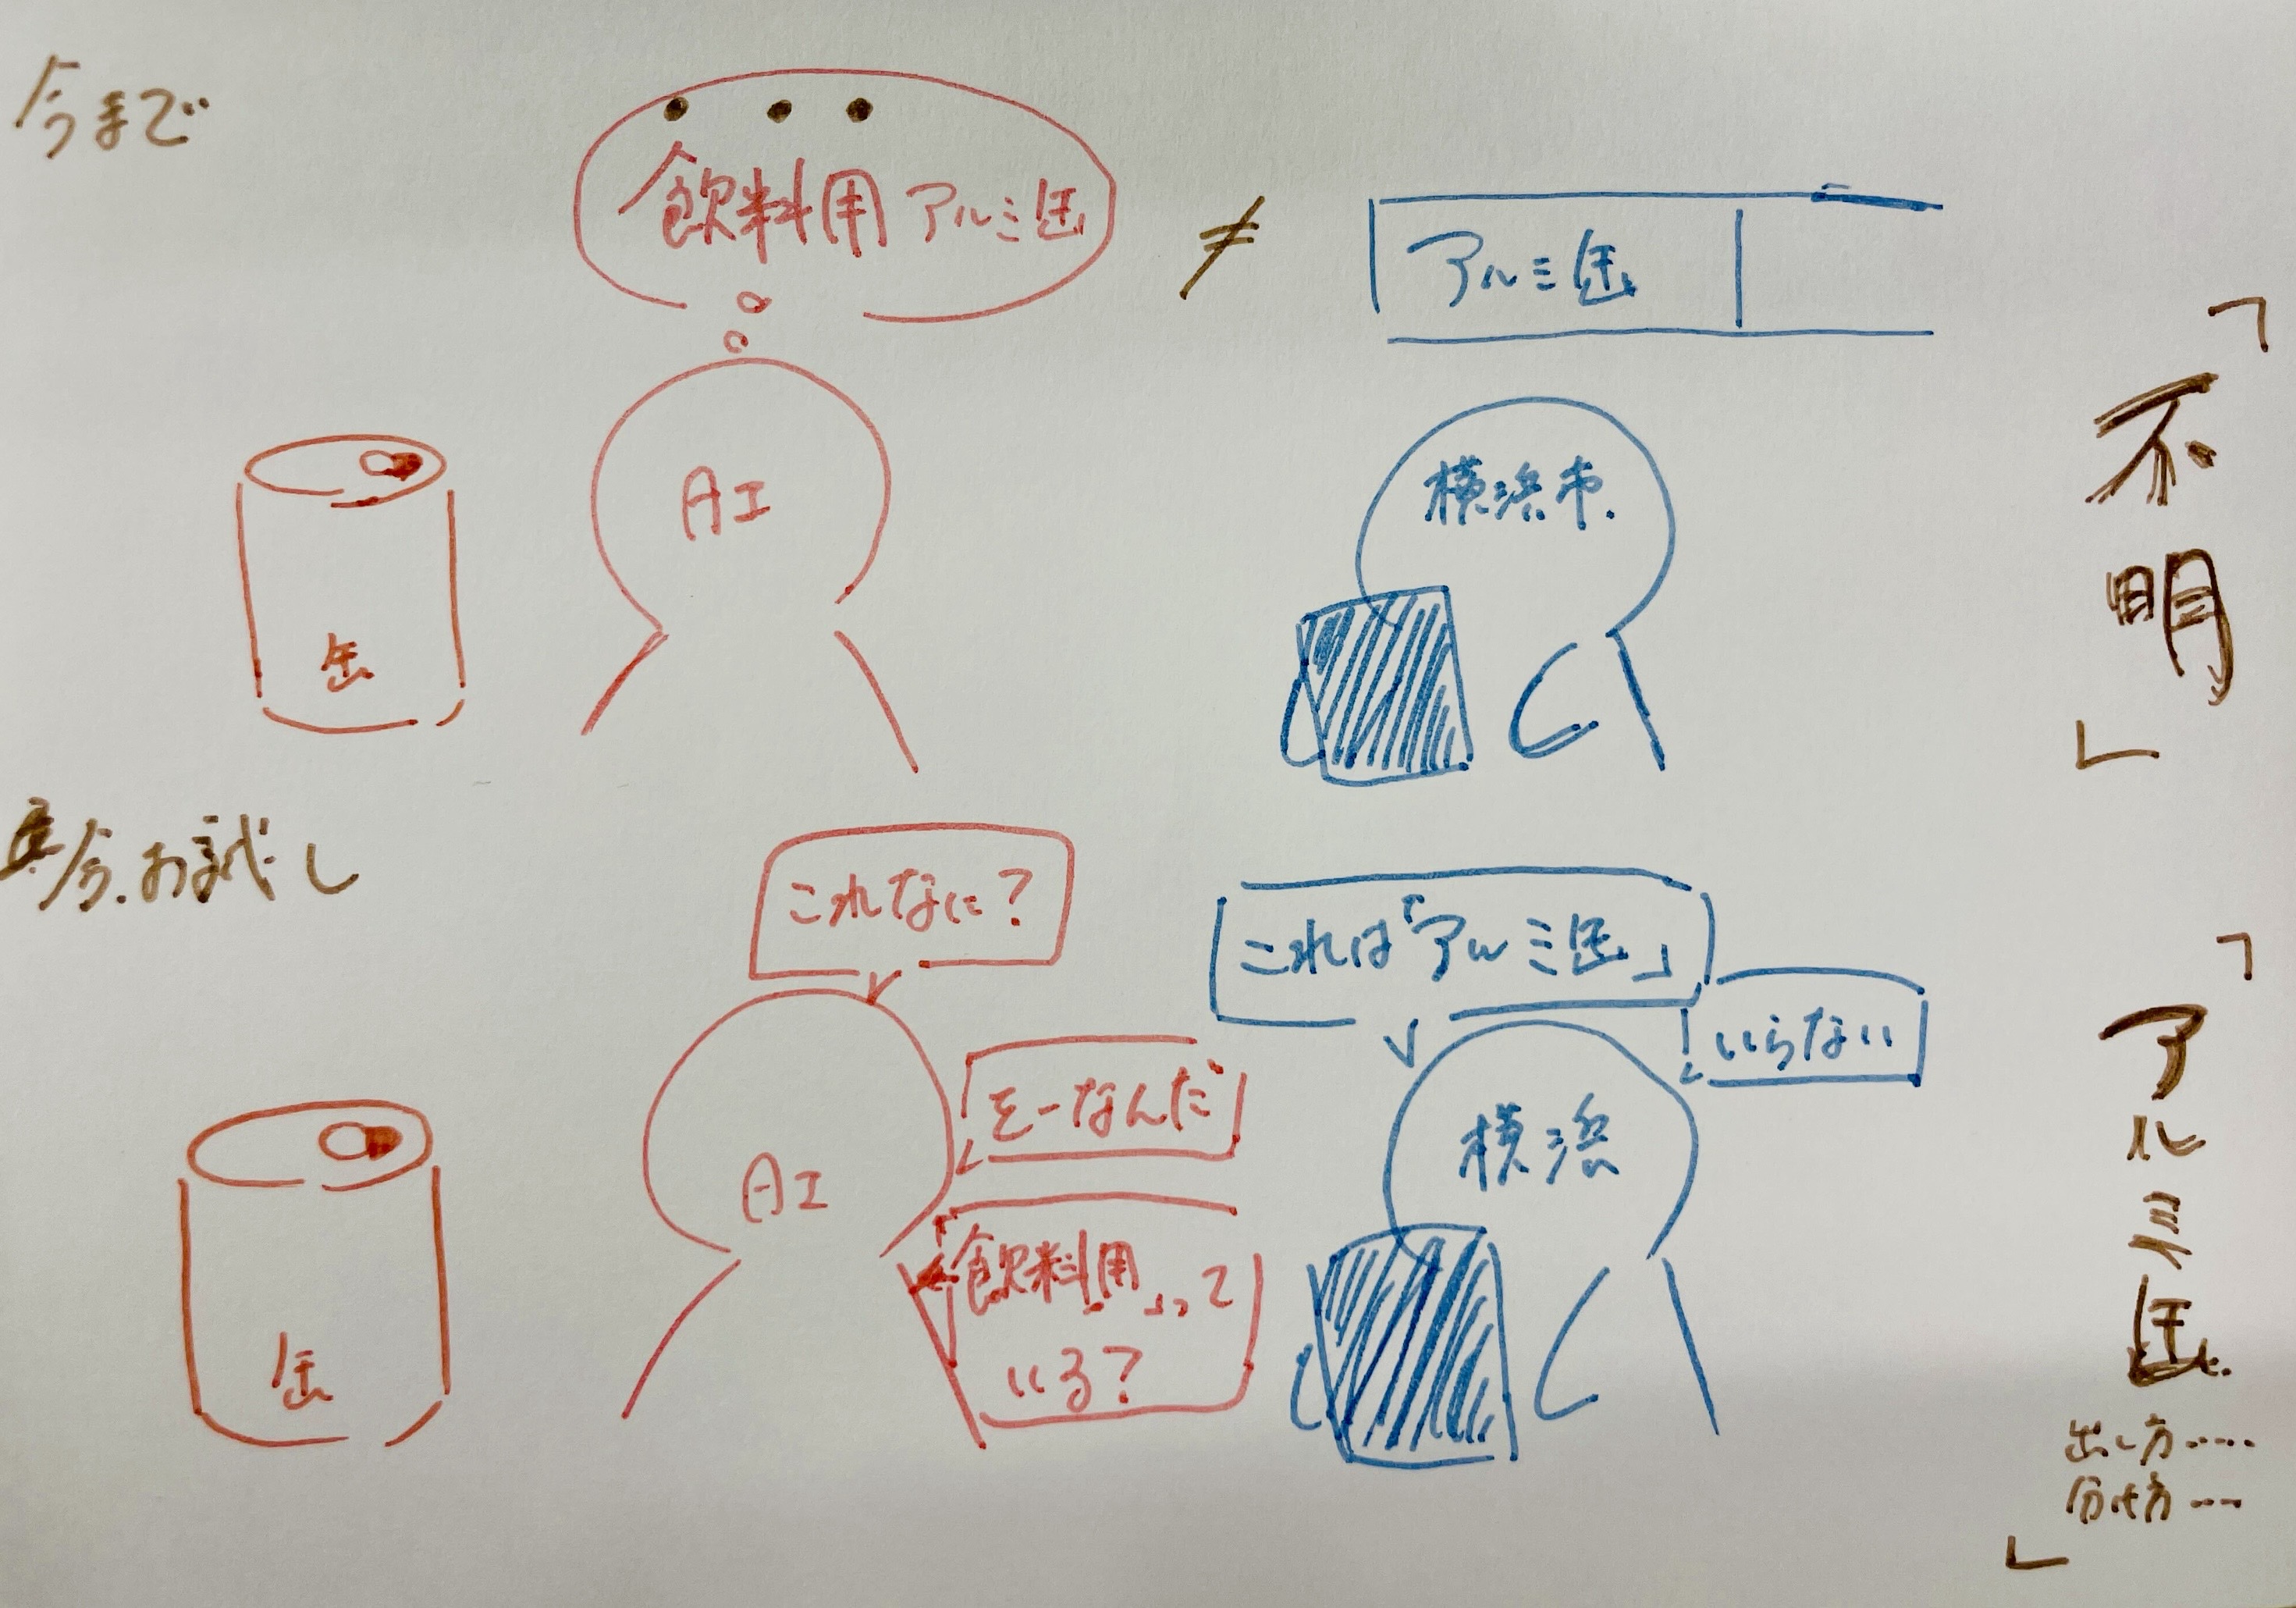 今まで
飲料用アルミ缶
≠
アルミ缶
缶
AI
横浜市.
「不明」
今.お試し
これなに?
これは「アルミ缶」
いらない
そーなんだ
「飲料用」って
いる?
缶
AI
横浜
「アルミ缶
出し方……
分け方……
」